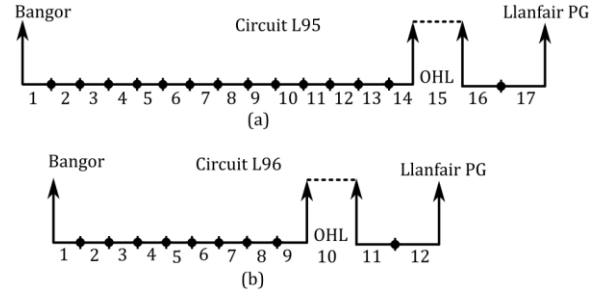 Bangor Circuit L95 Llanfair PG
OHL
1 2 3 4 5 6 7 8 9 10 11 12 13 14 15 16 17
(a)
Bangor Circuit L96 Llanfair PG
OHL
1 2 3 4 5 6 7 8 9 10 11 12
(b)